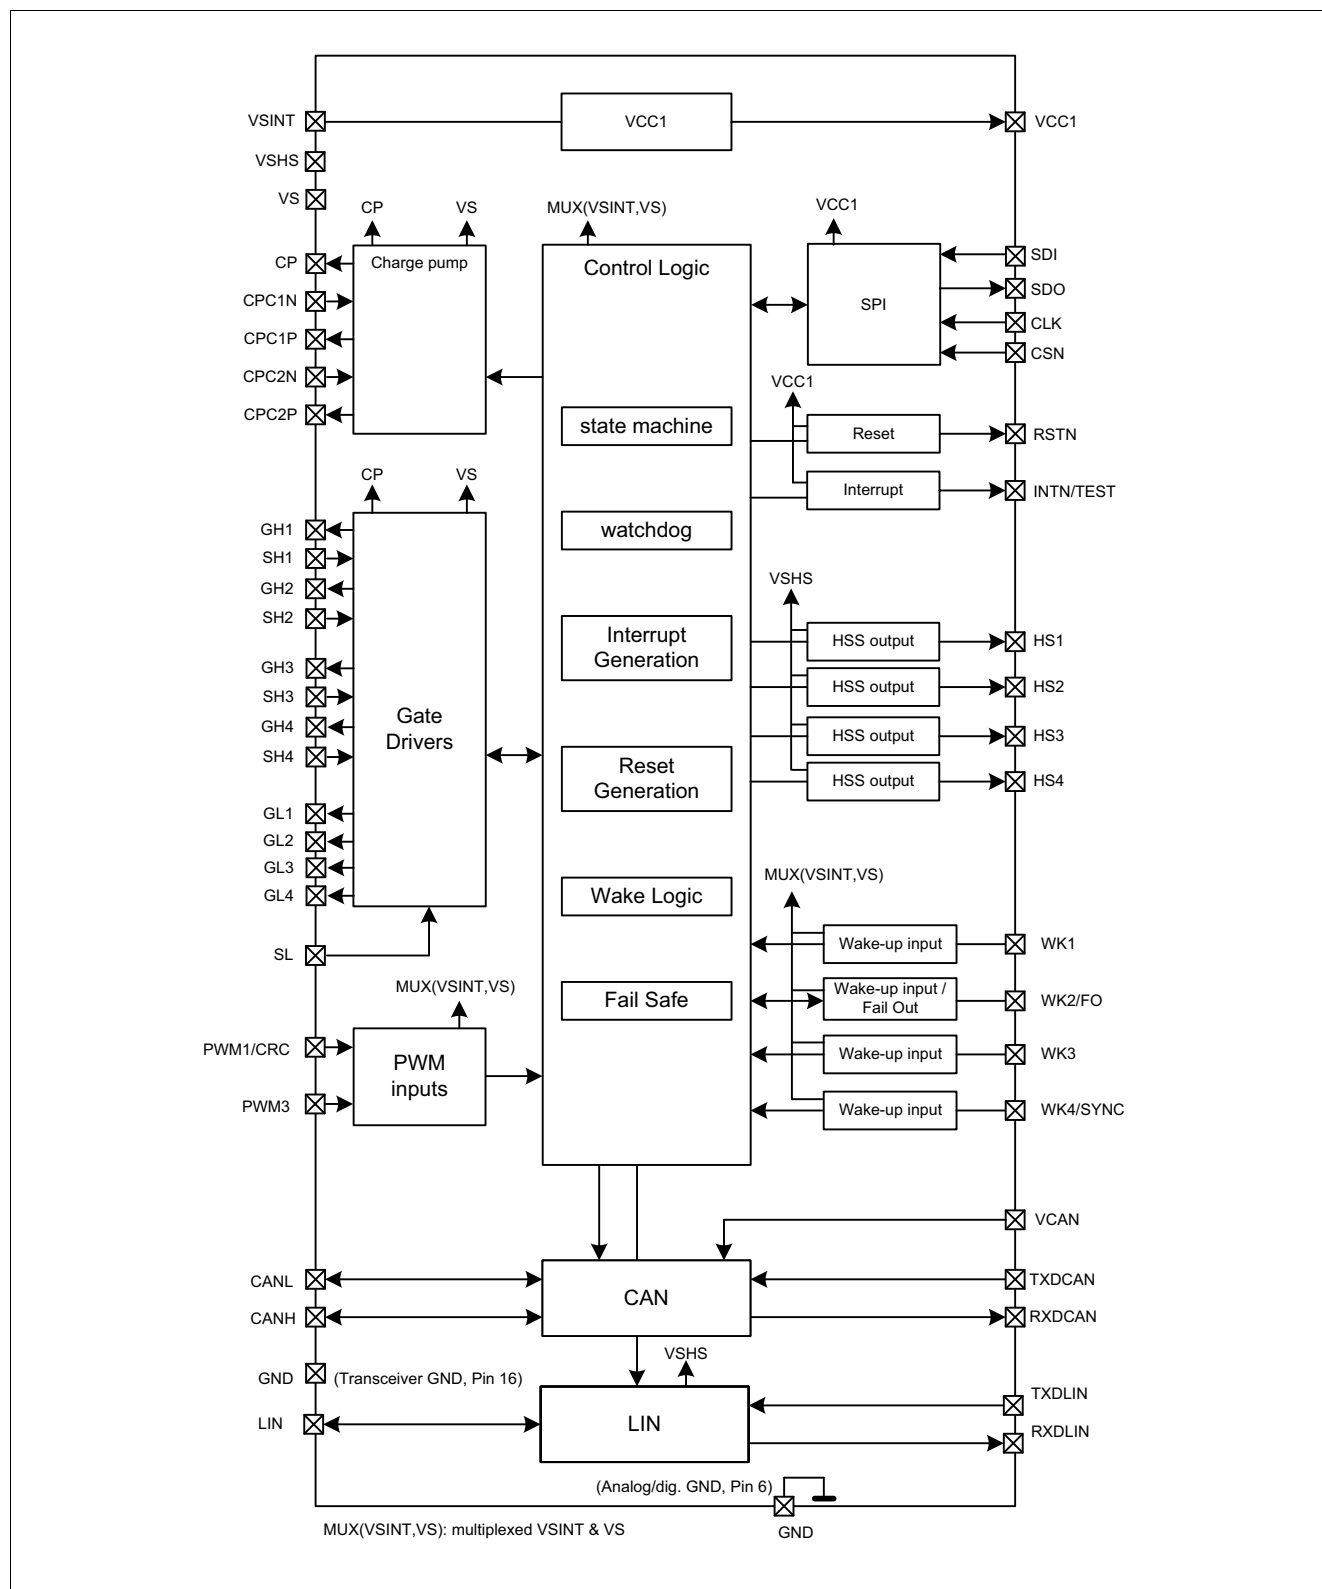 VSINT
VCC1
VCC1
VSHS
VS
CP
VS
MUX(VSINT,VS)
VCC1
CP
Charge pump
Control Logic
SDI
CPC1N
SPI
SDO
CPC1P
CLK
CSN
CPC2N
VCC1
CPC2P
state machine
Reset
RSTN
CP
VS
Interrupt
INTN/TEST
GH1
watchdog
SH1
VSHS
GH2
SH2
Interrupt
Generation
HSS output
HS1
GH3
HSS output
HS2
SH3
Gate
Drivers
GH4
HSS output
HS3
SH4
Reset
Generation
HSS output
HS4
GL1
GL2
GL3
MUX(VSINT,VS)
GL4
Wake Logic
SL
Wake-up input
WK1
MUX(VSINT,VS)
Fail Safe
Wake-up input /
Fail Out
WK2/FO
PWM1/CRC
PWM
inputs
Wake-up input
WK3
PWM3
Wake-up input
WK4/SYNC
VCAN
CANL
CAN
TXDCAN
CANH
RXDCAN
VSHS
GND
(Transceiver GND, Pin 16)
TXDLIN
LIN
LIN
RXDLIN
(Analog/dig. GND, Pin 6)
MUX(VSINT,VS): multiplexed VSINT & VS
GND